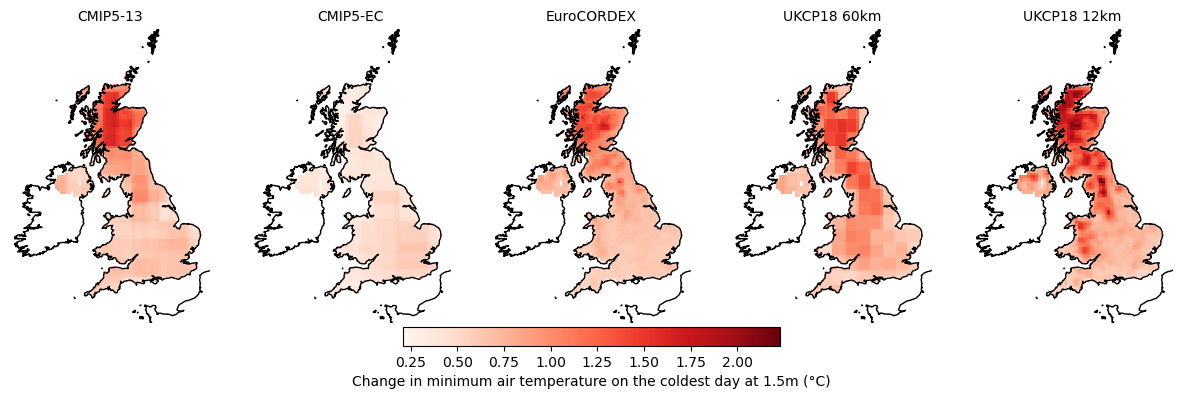 CMIP5-13 CMIP5-EC EuroCORDEX UKCP18 60km UKCP18 12km
0.25 0.50 0.75 1.00 1.25 1.50 1.75 2.00
Change in minimum air temperature on the coldest day at 1.5m (°C)